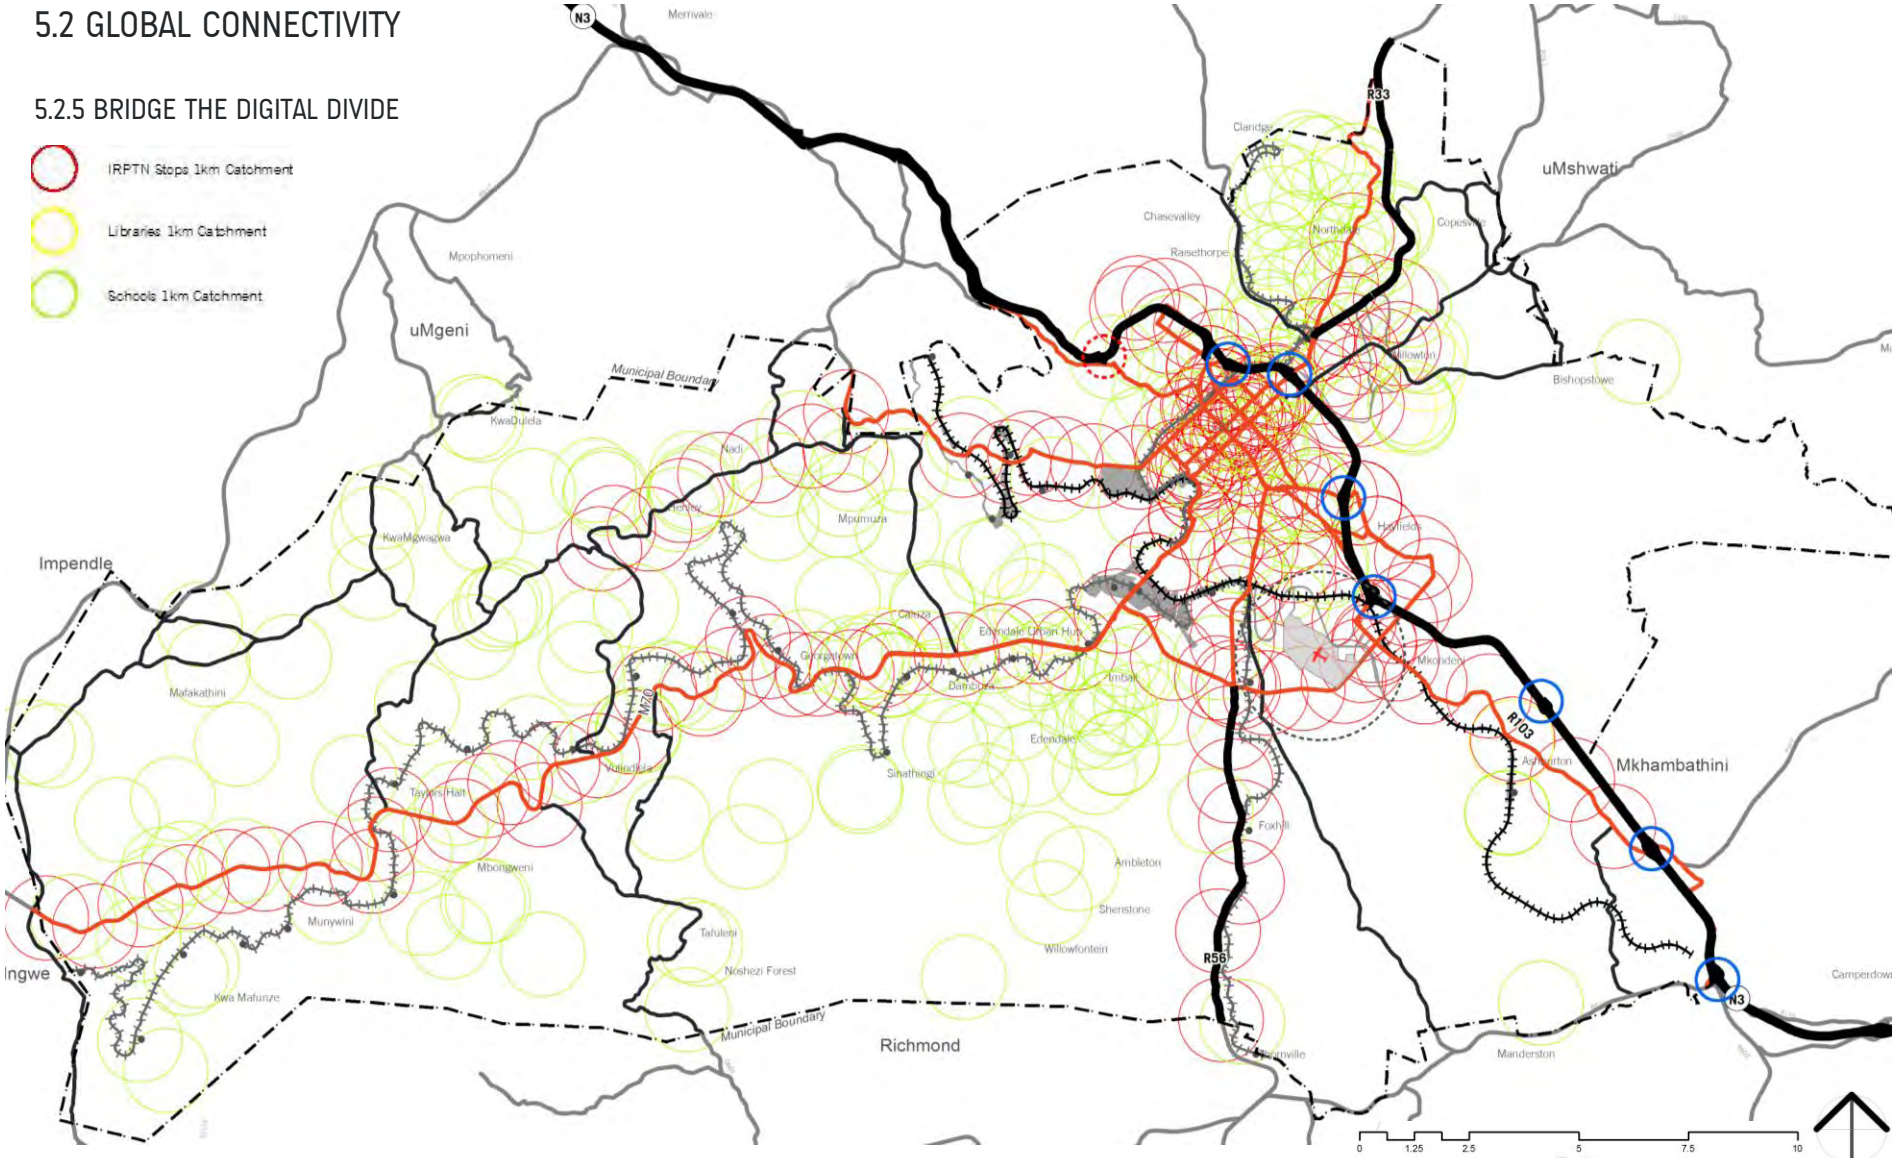 5.2 GLOBAL CONNECTIVITY
5.2.5 BRIDGE THE DIGITAL DIVIDE
IRPTN Stops 1km Catchment
Libraries 1km Catchment
Schools 1km Catchment
N3
Merrivale
R33
Claridge
uMshwati
Chasevalley
Northdale
Copesville
Raisethorpe
Mpophomeni
uMgeni
Willowton
Municipal Boundary
Bishopstowe
KwaDulela
Nadi
Henley
Mpumuza
Hayfields
KwaMgwagwa
Impendle
Caluza
Edendale Urban Hub
Georgetown
Mkondeni
Imbali
Dambuza
Mafakathini
M70
R103
Edendale
Ashburton
Mkhambathini
Vulindlela
Sinathingi
Taylors Halt
Foxhill
Mbongweni
Ambleton
Shenstone
Munywini
Tafuleni
Willowfontein
R56
Noshezi Forest
Ingwe
Camperdown
Kwa Mafunze
N3
Municipal Boundary
Richmond
Thornville
Manderston
0 1.25 2.5 5 7.5 10